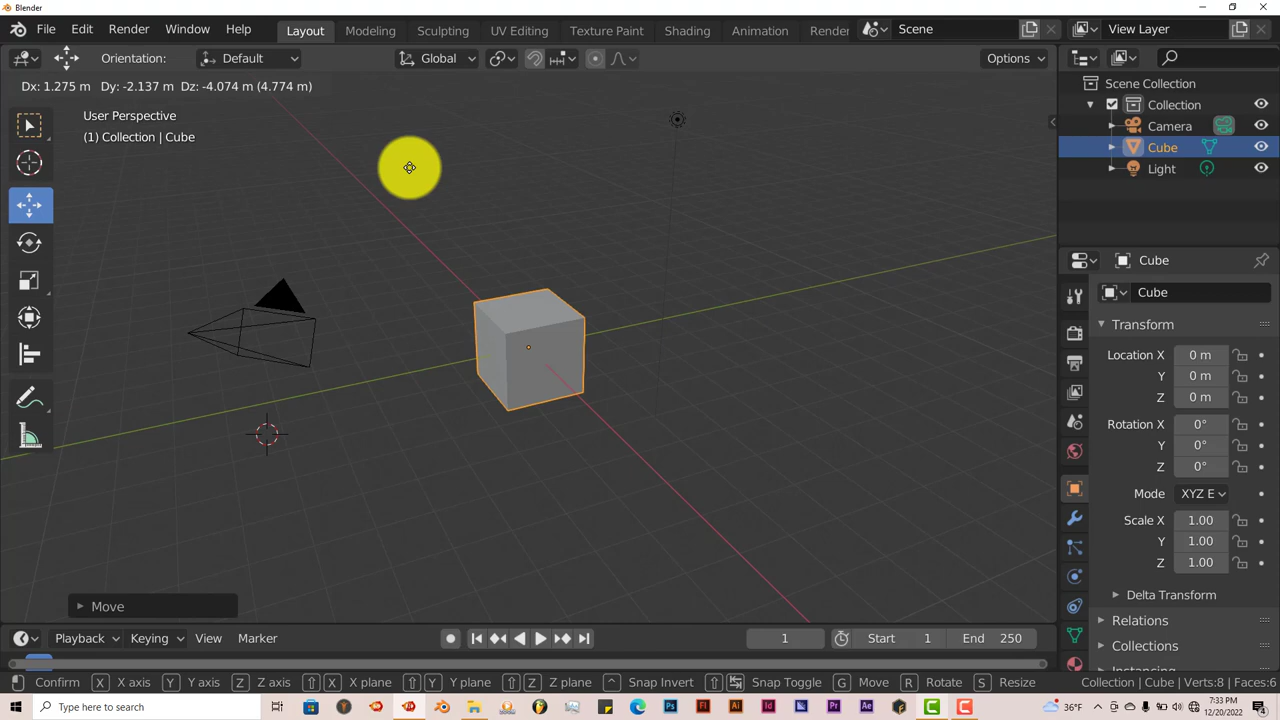 Blender
File Edit Render Window Help Layout Modeling Sculpting UV Editing Texture Paint Shading Animation Render Scene View Layer
Orientation: Default Global Options
Dx: 1.275 m Dy: -2.137 m Dz: -4.074 m (4.774 m)
User Perspective
(1) Collection | Cube
Scene Collection
Collection
Camera
Cube
Light
Cube
Cube
Transform
Location X 0 m
Y 0 m
Z 0 m
Rotation X 0°
Y 0°
Z 0°
Mode XYZ E
Scale X 1.00
Y 1.00
Z 1.00
Delta Transform
Relations
Collections
Move
Playback Keying View Marker 1 Start 1 End 250
Confirm X X axis Y Y axis Z Z axis X X plane Y Y plane Z Z plane Snap Invert Snap Toggle G Move R Rotate S Resize Collection | Cube | Verts:8 | Faces:6
Type here to search
36°F
7:33 PM
12/20/2022